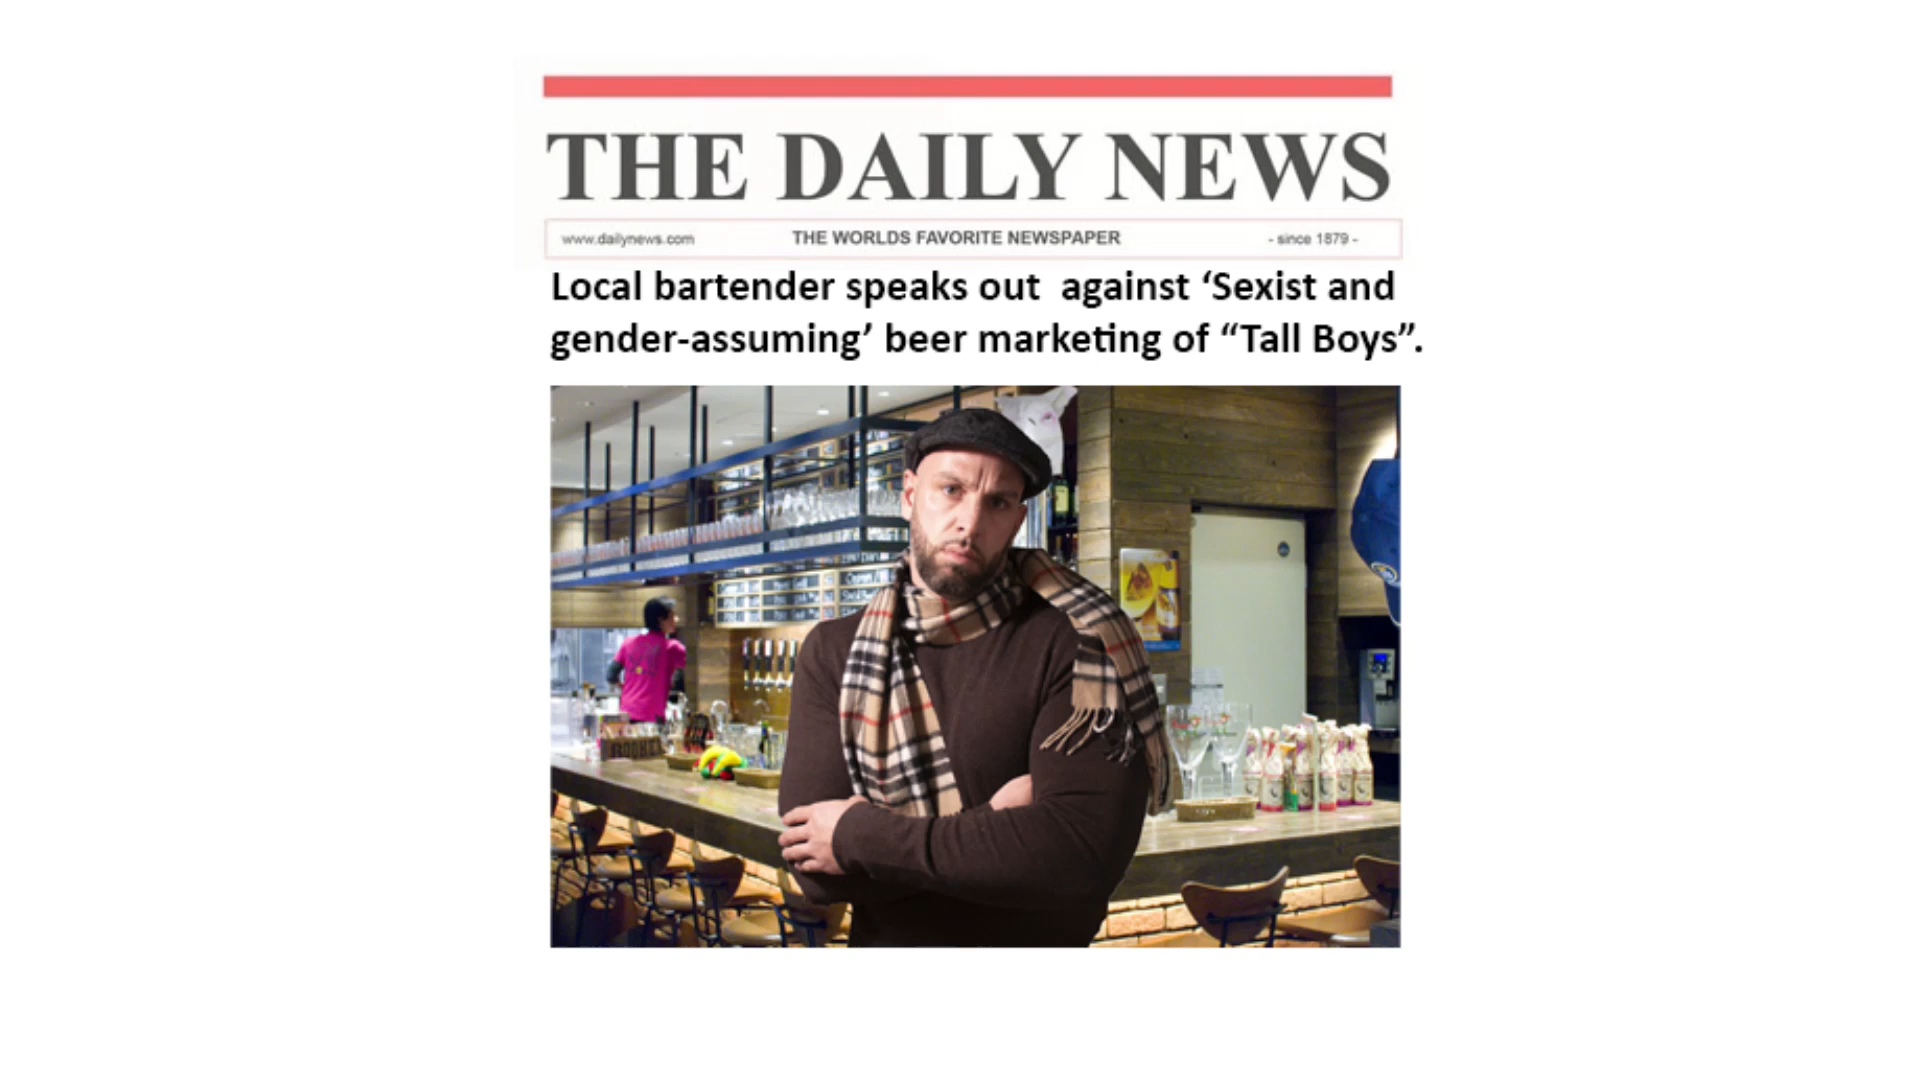 THE DAILY NEWS
www.dailynews.com THE WORLDS FAVORITE NEWSPAPER - since 1879 -
Local bartender speaks out  against ‘Sexist and
gender-assuming’ beer marketing of “Tall Boys”.